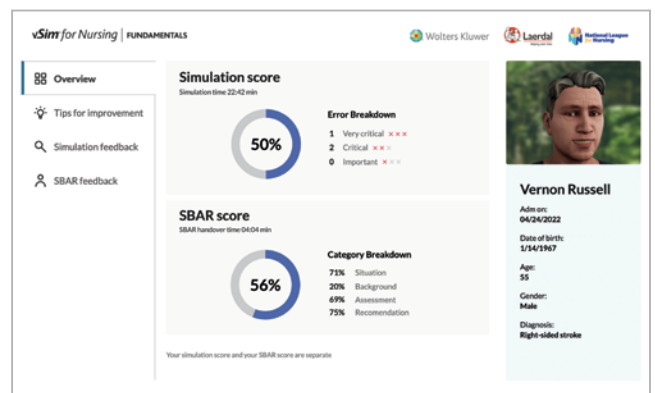 vSim for Nursing | FUNDAMENTALS
Wolters Kluwer
Laerdal
helping save lives
National League
for Nursing
Overview
Tips for improvement
Simulation feedback
SBAR feedback
Simulation score
Simulation time 22:42 min
50%
Error Breakdown
1 Very critical ×××
2 Critical ×××
0 Important ×××
SBAR score
SBAR handover time 04:04 min
56%
Category Breakdown
71% Situation
20% Background
69% Assessment
75% Recomendation
Your simulation score and your SBAR score are separate
Vernon Russell
Adm on:
04/24/2022
Date of birth:
1/14/1967
Age:
55
Gender:
Male
Diagnosis:
Right-sided stroke